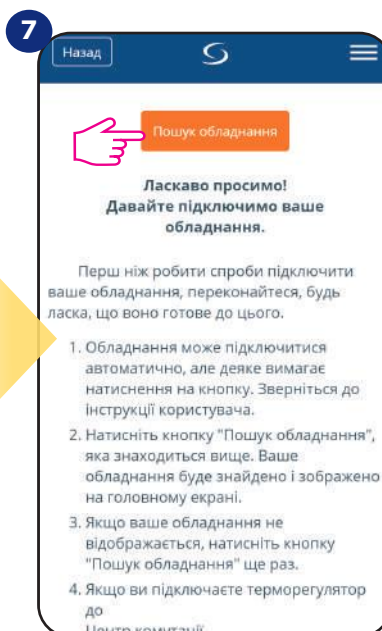 7
Назад
Пошук обладнання
Ласкаво просимо!
Давайте підключимо ваше
обладнання.
Перш ніж робити спроби підключити
ваше обладнання, переконайтеся, будь
ласка, що воно готове до цього.
1. Обладнання може підключитися
автоматично, але деяке вимагає
натиснення на кнопку. Зверніться до
інструкції користувача.
2. Натисніть кнопку "Пошук обладнання",
яка знаходиться вище. Ваше
обладнання буде знайдено і зображено
на головному екрані.
3. Якщо ваше обладнання не
відображається, натисніть кнопку
"Пошук обладнання" ще раз.
4. Якщо ви підключаєте терморегулятор
до
Центр комутації